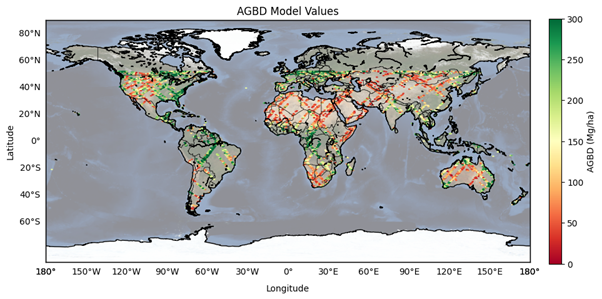 AGBD Model Values
80°N
60°N
40°N
20°N
0°
20°S
40°S
60°S
Latitude
180° 150°W 120°W 90°W 60°W 30°W 0° 30°E 60°E 90°E 120°E 150°E 180°
Longitude
300
250
200
150
100
50
0
AGBD (Mg/ha)